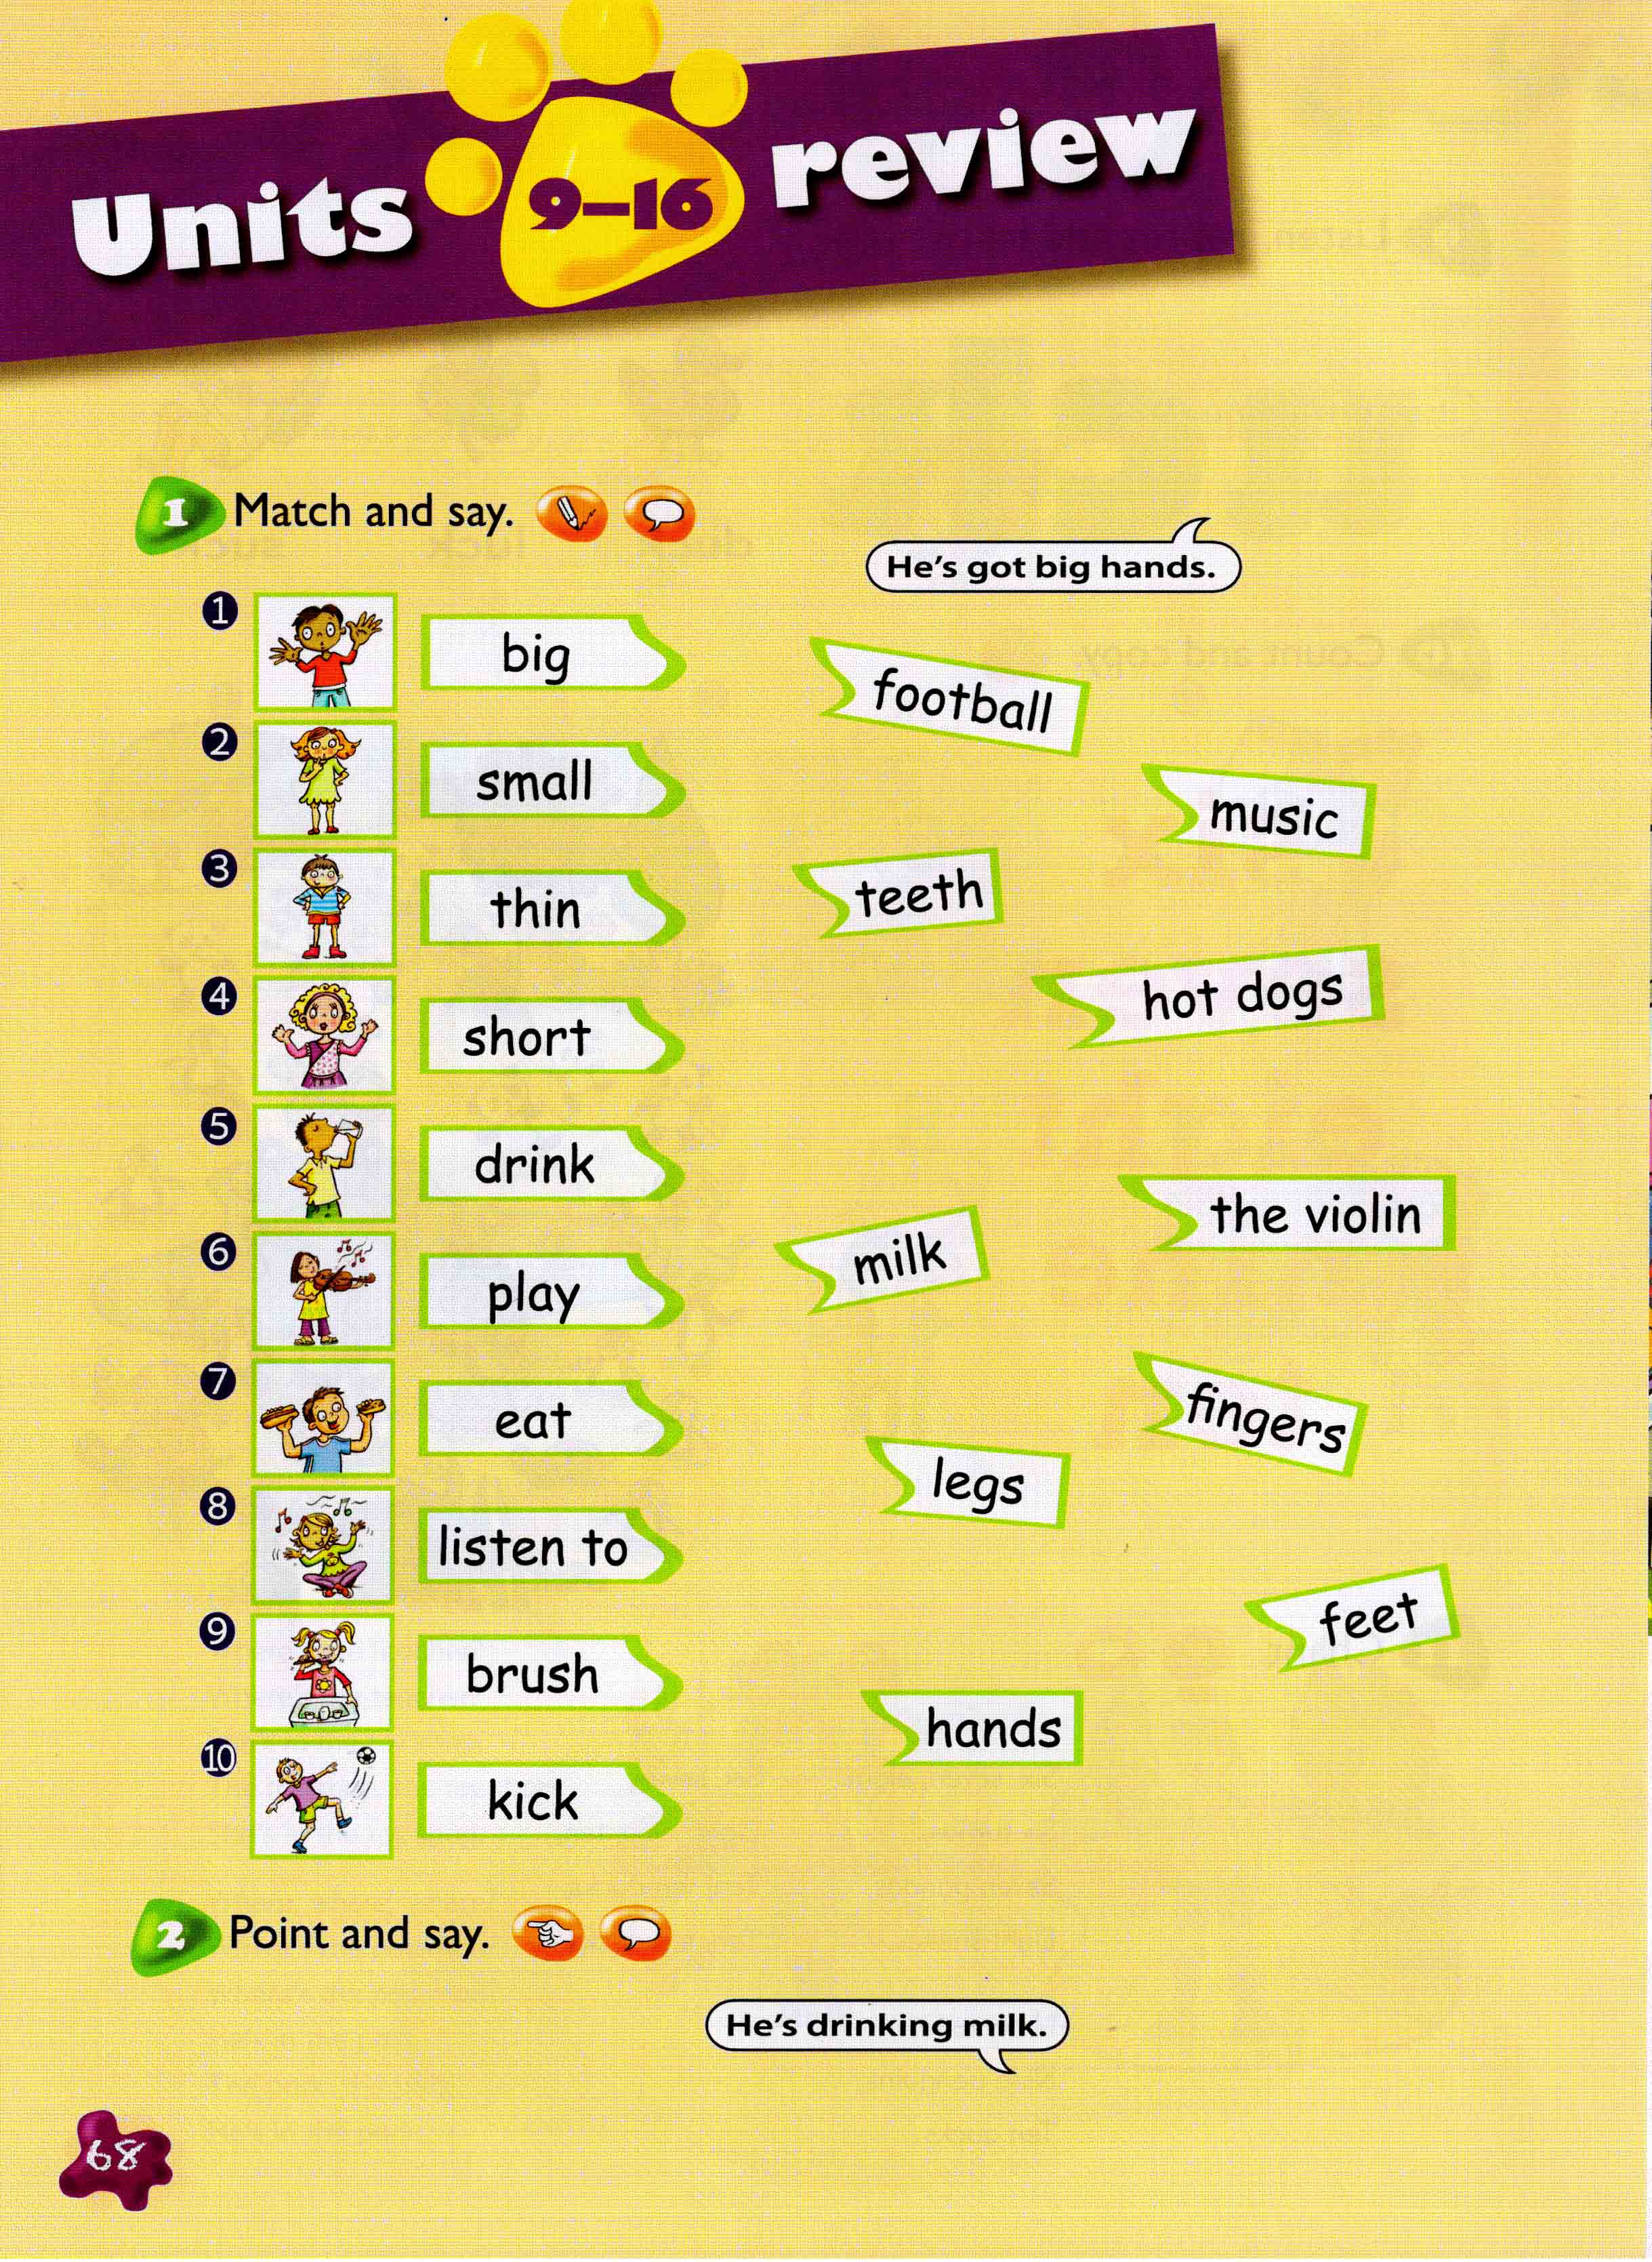 Units 9–16 review
1 Match and say.
He's got big hands.
1 big
2 small
3 thin
4 short
5 drink
6 play
7 eat
8 listen to
9 brush
10 kick
football
music
teeth
hot dogs
the violin
milk
fingers
legs
feet
hands
2 Point and say.
He's drinking milk.
68